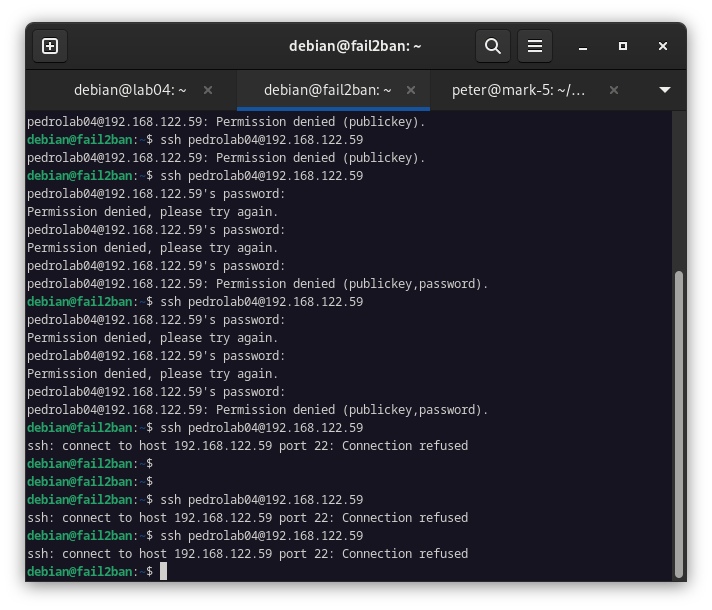 debian@fail2ban: ~
debian@lab04: ~
debian@fail2ban: ~
peter@mark-5: ~/...
pedrolab04@192.168.122.59: Permission denied (publickey).
debian@fail2ban:~$ ssh pedrolab04@192.168.122.59
pedrolab04@192.168.122.59: Permission denied (publickey).
debian@fail2ban:~$ ssh pedrolab04@192.168.122.59
pedrolab04@192.168.122.59's password:
Permission denied, please try again.
pedrolab04@192.168.122.59's password:
Permission denied, please try again.
pedrolab04@192.168.122.59's password:
pedrolab04@192.168.122.59: Permission denied (publickey,password).
debian@fail2ban:~$ ssh pedrolab04@192.168.122.59
pedrolab04@192.168.122.59's password:
Permission denied, please try again.
pedrolab04@192.168.122.59's password:
Permission denied, please try again.
pedrolab04@192.168.122.59's password:
pedrolab04@192.168.122.59: Permission denied (publickey,password).
debian@fail2ban:~$ ssh pedrolab04@192.168.122.59
ssh: connect to host 192.168.122.59 port 22: Connection refused
debian@fail2ban:~$
debian@fail2ban:~$
debian@fail2ban:~$ ssh pedrolab04@192.168.122.59
ssh: connect to host 192.168.122.59 port 22: Connection refused
debian@fail2ban:~$ ssh pedrolab04@192.168.122.59
ssh: connect to host 192.168.122.59 port 22: Connection refused
debian@fail2ban:~$